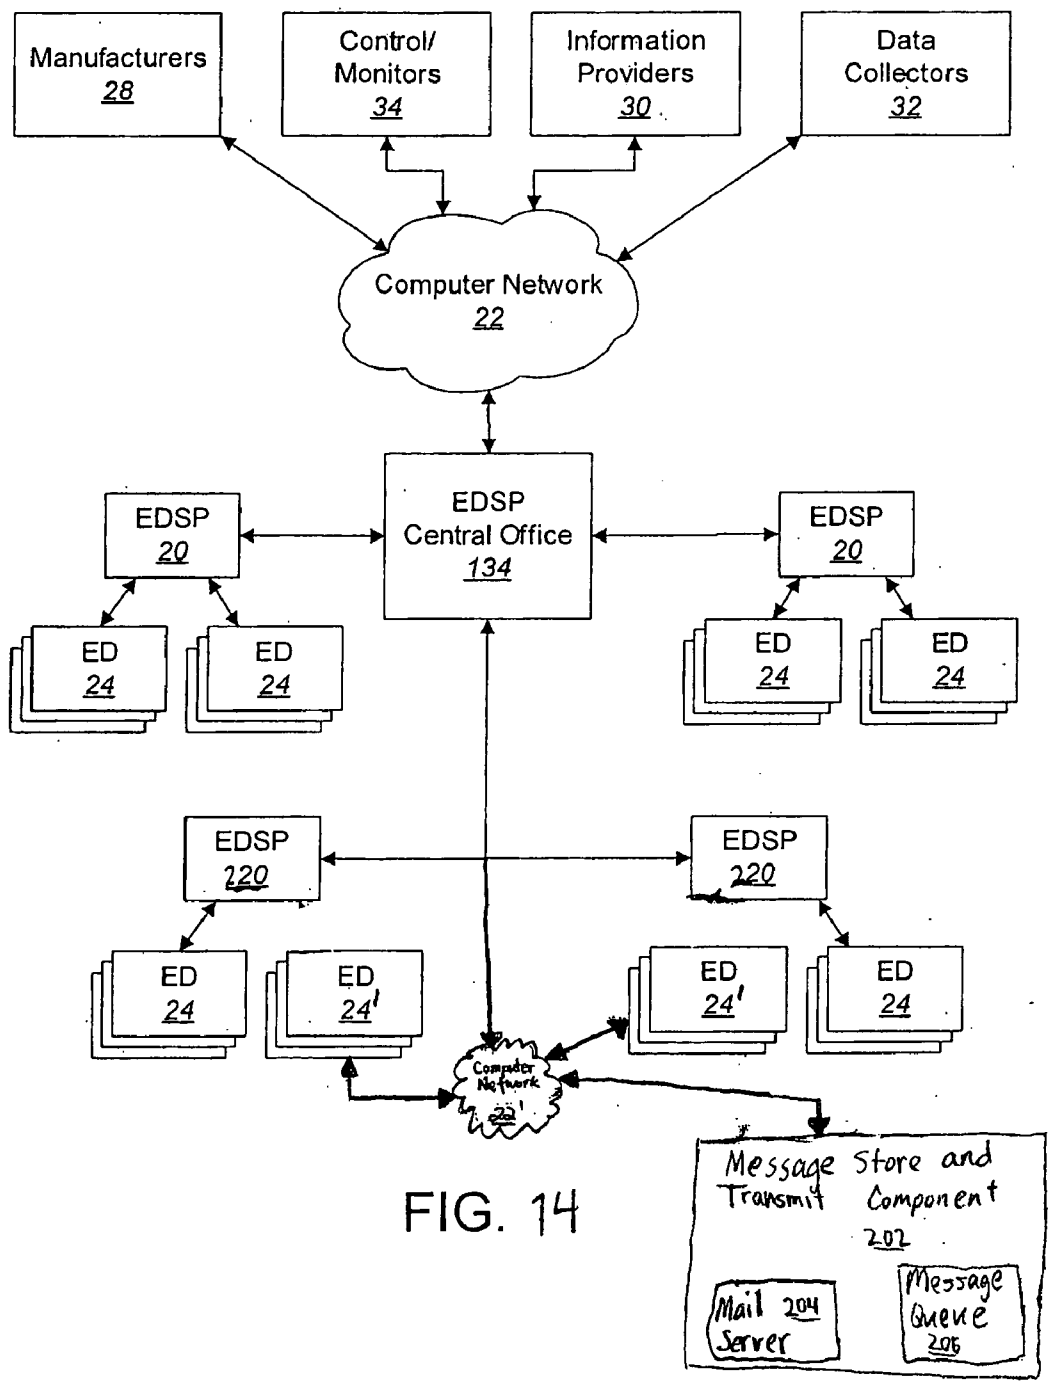 Manufacturers
28
Control/
Monitors
34
Information
Providers
30
Data
Collectors
32
Computer Network
22
EDSP
Central Office
134
EDSP
20
EDSP
20
ED
24
ED
24
ED
24
ED
24
EDSP
220
EDSP
220
ED
24
ED
24'
ED
24'
ED
24
Computer
Network
22'
Message Store and
Transmit Component
202
Mail 204
Server
Message
Queue
206
FIG. 14